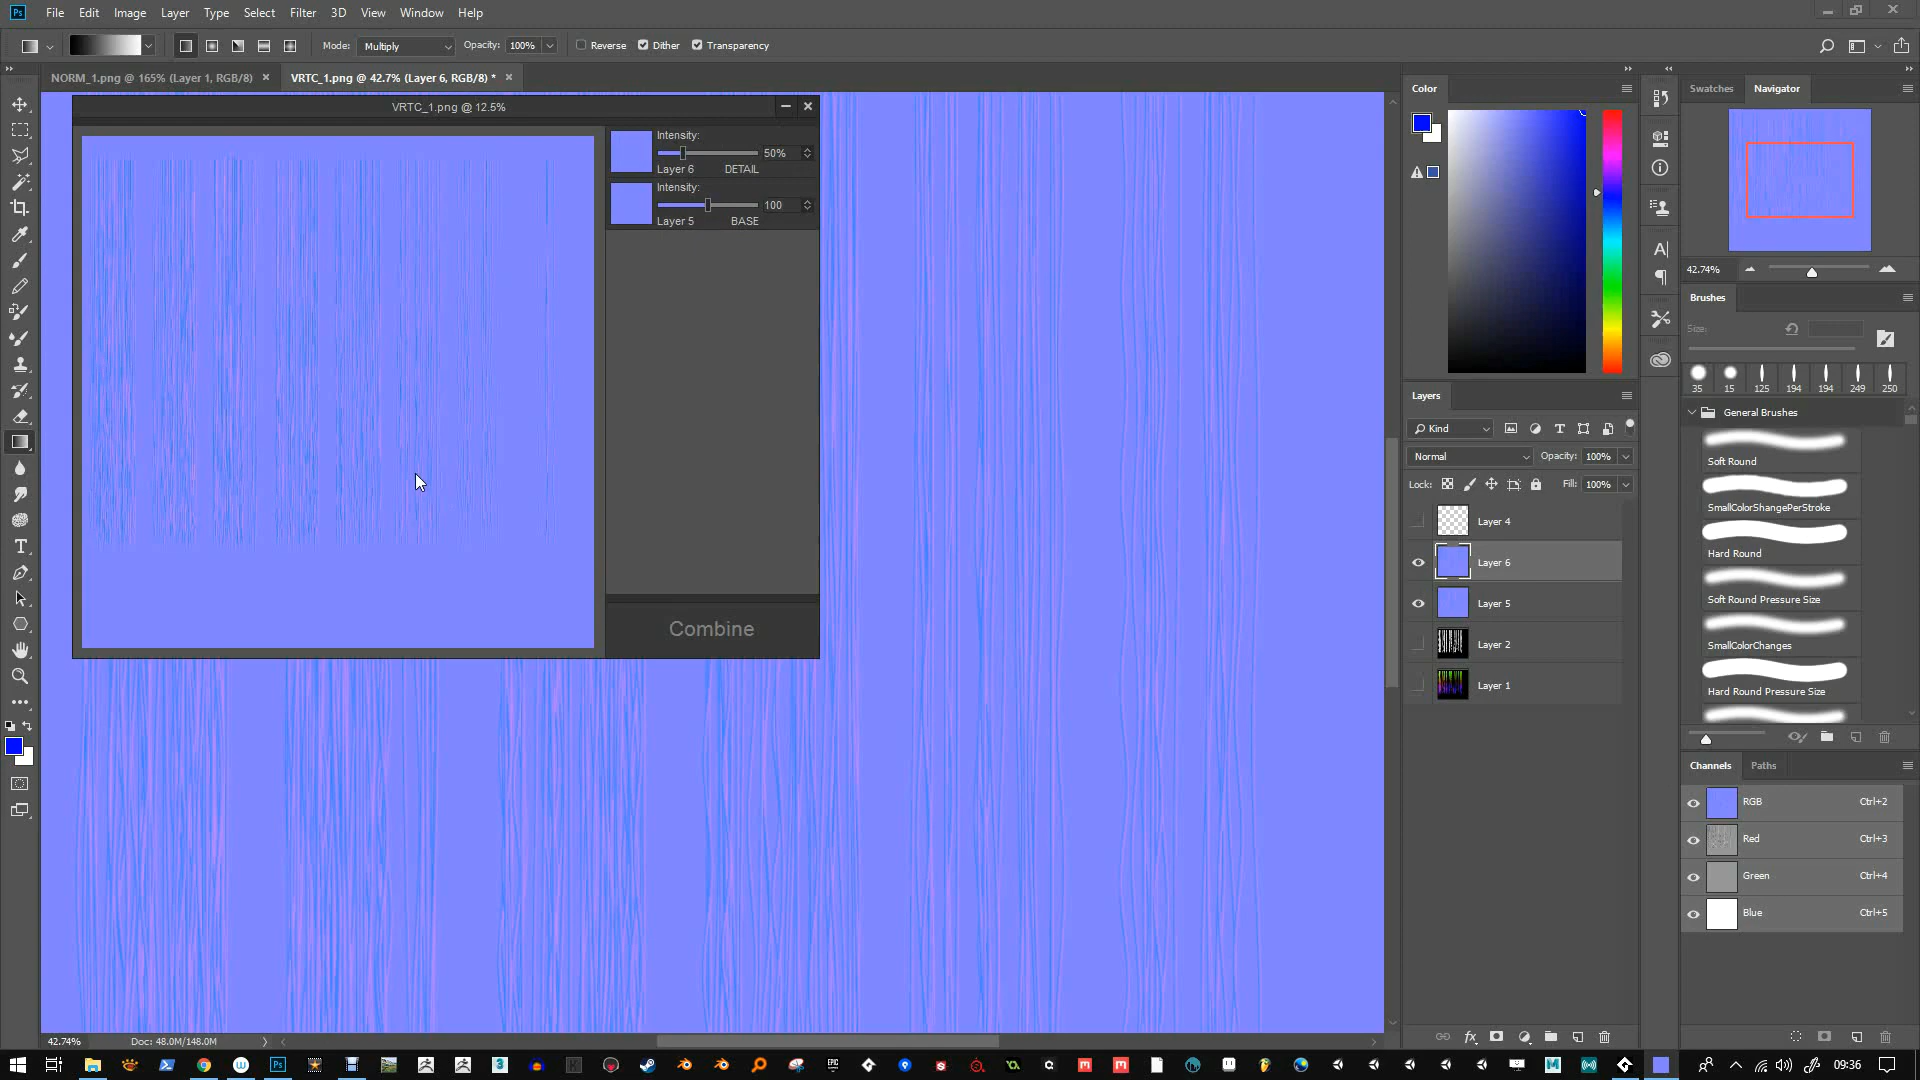 Ps File Edit Image Layer Type Select Filter 3D View Window Help
Mode: Multiply Opacity: 100% Reverse Dither Transparency
NORM_1.png @ 165% (Layer 1, RGB/8) × VRTC_1.png @ 42.7% (Layer 6, RGB/8) * ×
VRTC_1.png @ 12.5%
Intensity:
50%
Layer 6 DETAIL
Intensity:
100
Layer 5 BASE
Combine
42.74% Doc: 48.0M/148.0M
Color
Layers
Kind
Normal Opacity: 100%
Lock: Fill: 100%
Layer 4
Layer 6
Layer 5
Layer 2
Layer 1
fx
Swatches Navigator
42.74%
Brushes
Size:
35 15 125 194 194 249 250
General Brushes
Soft Round
SmallColorShangePerStroke
Hard Round
Soft Round Pressure Size
SmallColorChanges
Hard Round Pressure Size
Channels Paths
RGB Ctrl+2
Red Ctrl+3
Green Ctrl+4
Blue Ctrl+5
09:36